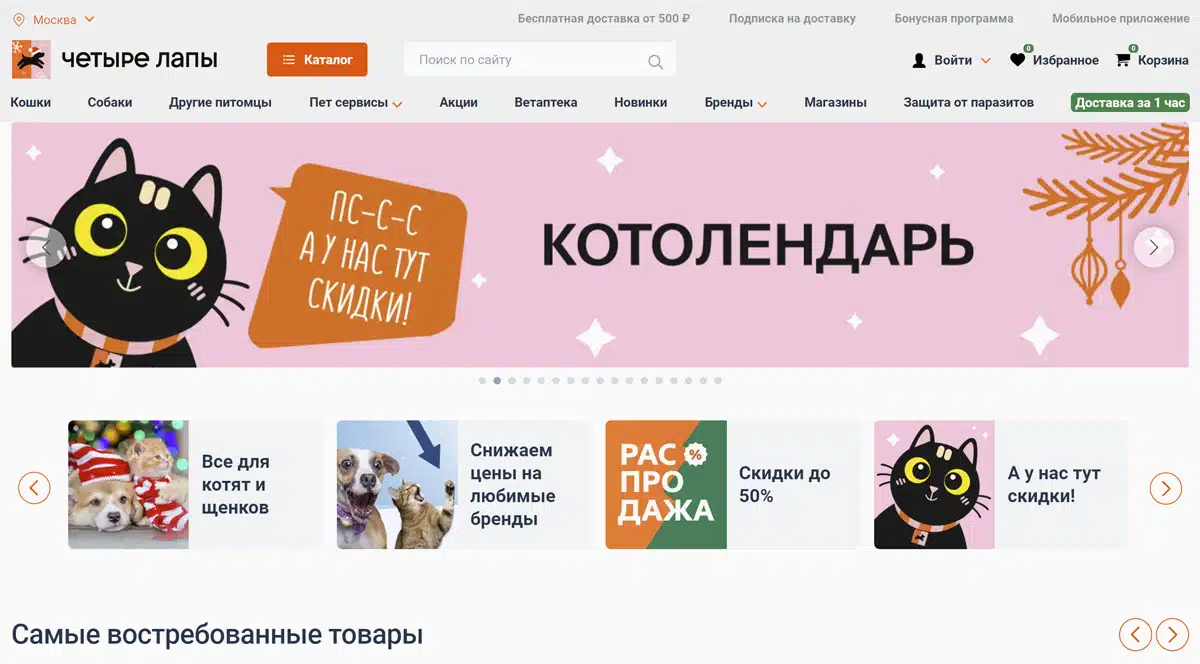 Москва
Бесплатная доставка от 500 ₽
Подписка на доставку
Бонусная программа
Мобильное приложение
четыре лапы
Каталог
Поиск по сайту
Войти
0
Избранное
0
Корзина
Кошки
Собаки
Другие питомцы
Пет сервисы
Акции
Ветаптека
Новинки
Бренды
Магазины
Защита от паразитов
Доставка за 1 час
ПС-С-С
А У НАС ТУТ
СКИДКИ!
КОТОЛЕНДАРЬ
Все для
котят и
щенков
Снижаем
цены на
любимые
бренды
РАС %
ПРО
ДАЖА
Скидки до
50%
А у нас тут
скидки!
Самые востребованные товары